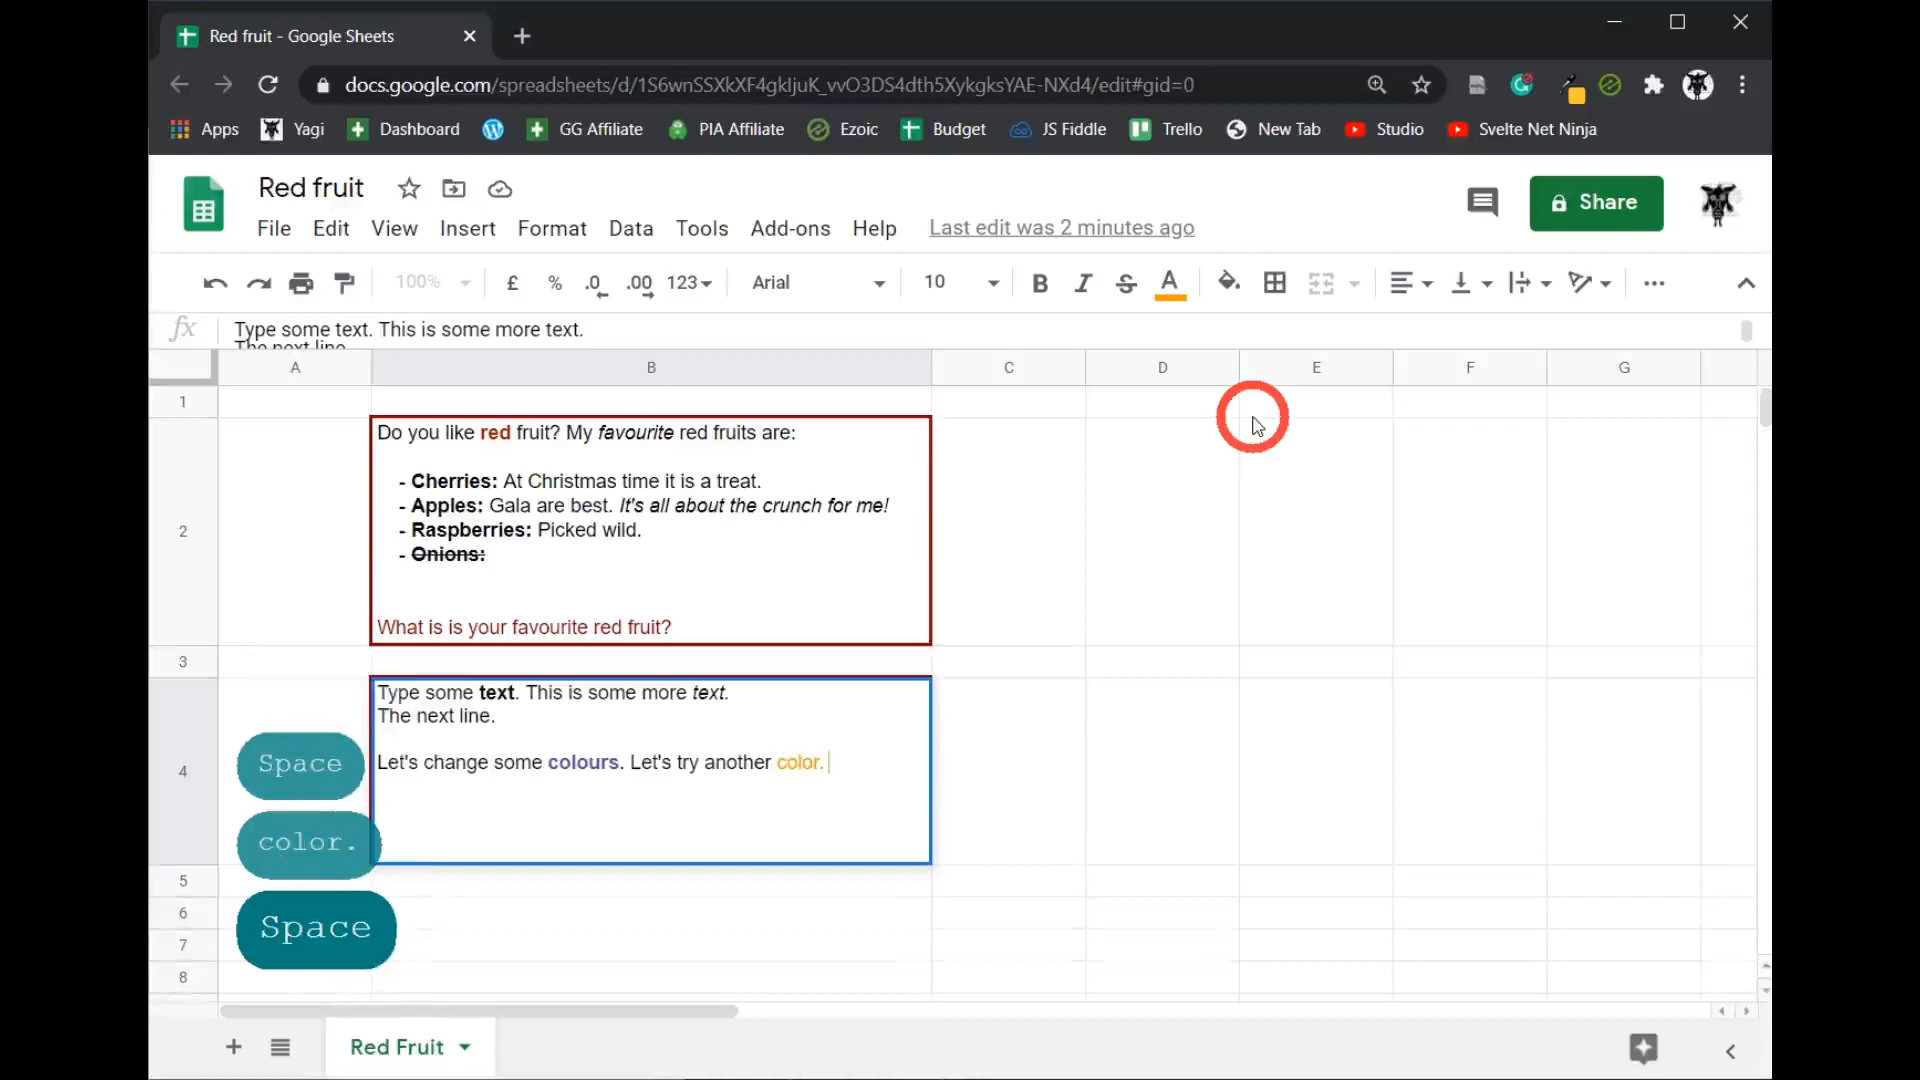 Red fruit - Google Sheets
docs.google.com/spreadsheets/d/1S6wnSSXkXF4gkIjuK_vvO3DS4dth5XykgksYAE-NXd4/edit#gid=0
Apps Yagi Dashboard GG Affiliate PIA Affiliate Ezoic Budget JS Fiddle Trello New Tab Studio Svelte Net Ninja
Red fruit
Share
File Edit View Insert Format Data Tools Add-ons Help Last edit was 2 minutes ago
100% £ % .0 .00 123 Arial 10 B I S A
fx Type some text. This is some more text.
The next line.
A B C D E F G
1
Do you like red fruit? My favourite red fruits are:
- Cherries: At Christmas time it is a treat.
- Apples: Gala are best. It's all about the crunch for me!
- Raspberries: Picked wild.
- Onions:
2
What is is your favourite red fruit?
3
Type some text. This is some more text.
The next line.
Let's change some colours. Let's try another color.
4
Space
color.
Space
5
6
7
8
Red Fruit